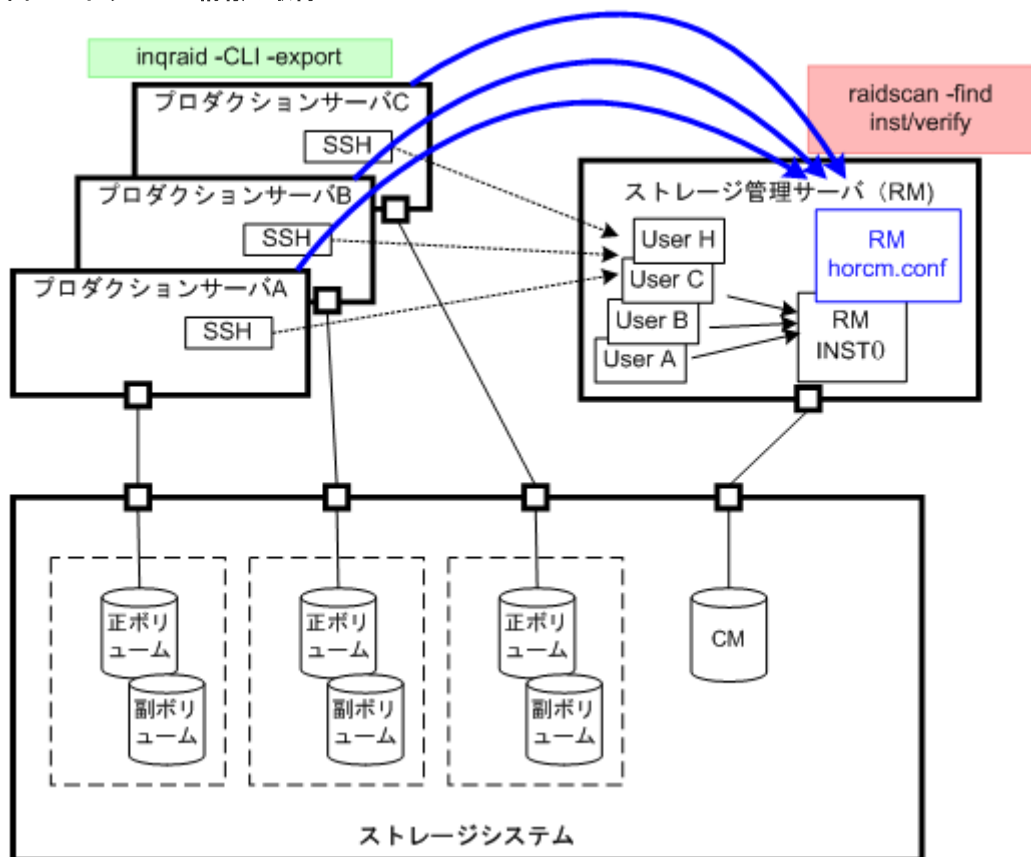 inqraid -CLI -export
プロダクションサーバC
SSH
プロダクションサーバB
SSH
プロダクションサーバA
SSH
raidscan -find
inst/verify
ストレージ管理サーバ（RM)
User H
User C
User B
User A
RM
horcm.conf
RM
INST()
正ボリ
ューム
副ボリ
ューム
正ボリ
ューム
副ボリ
ューム
正ボリ
ューム
副ボリ
ューム
CM
ストレージシステム